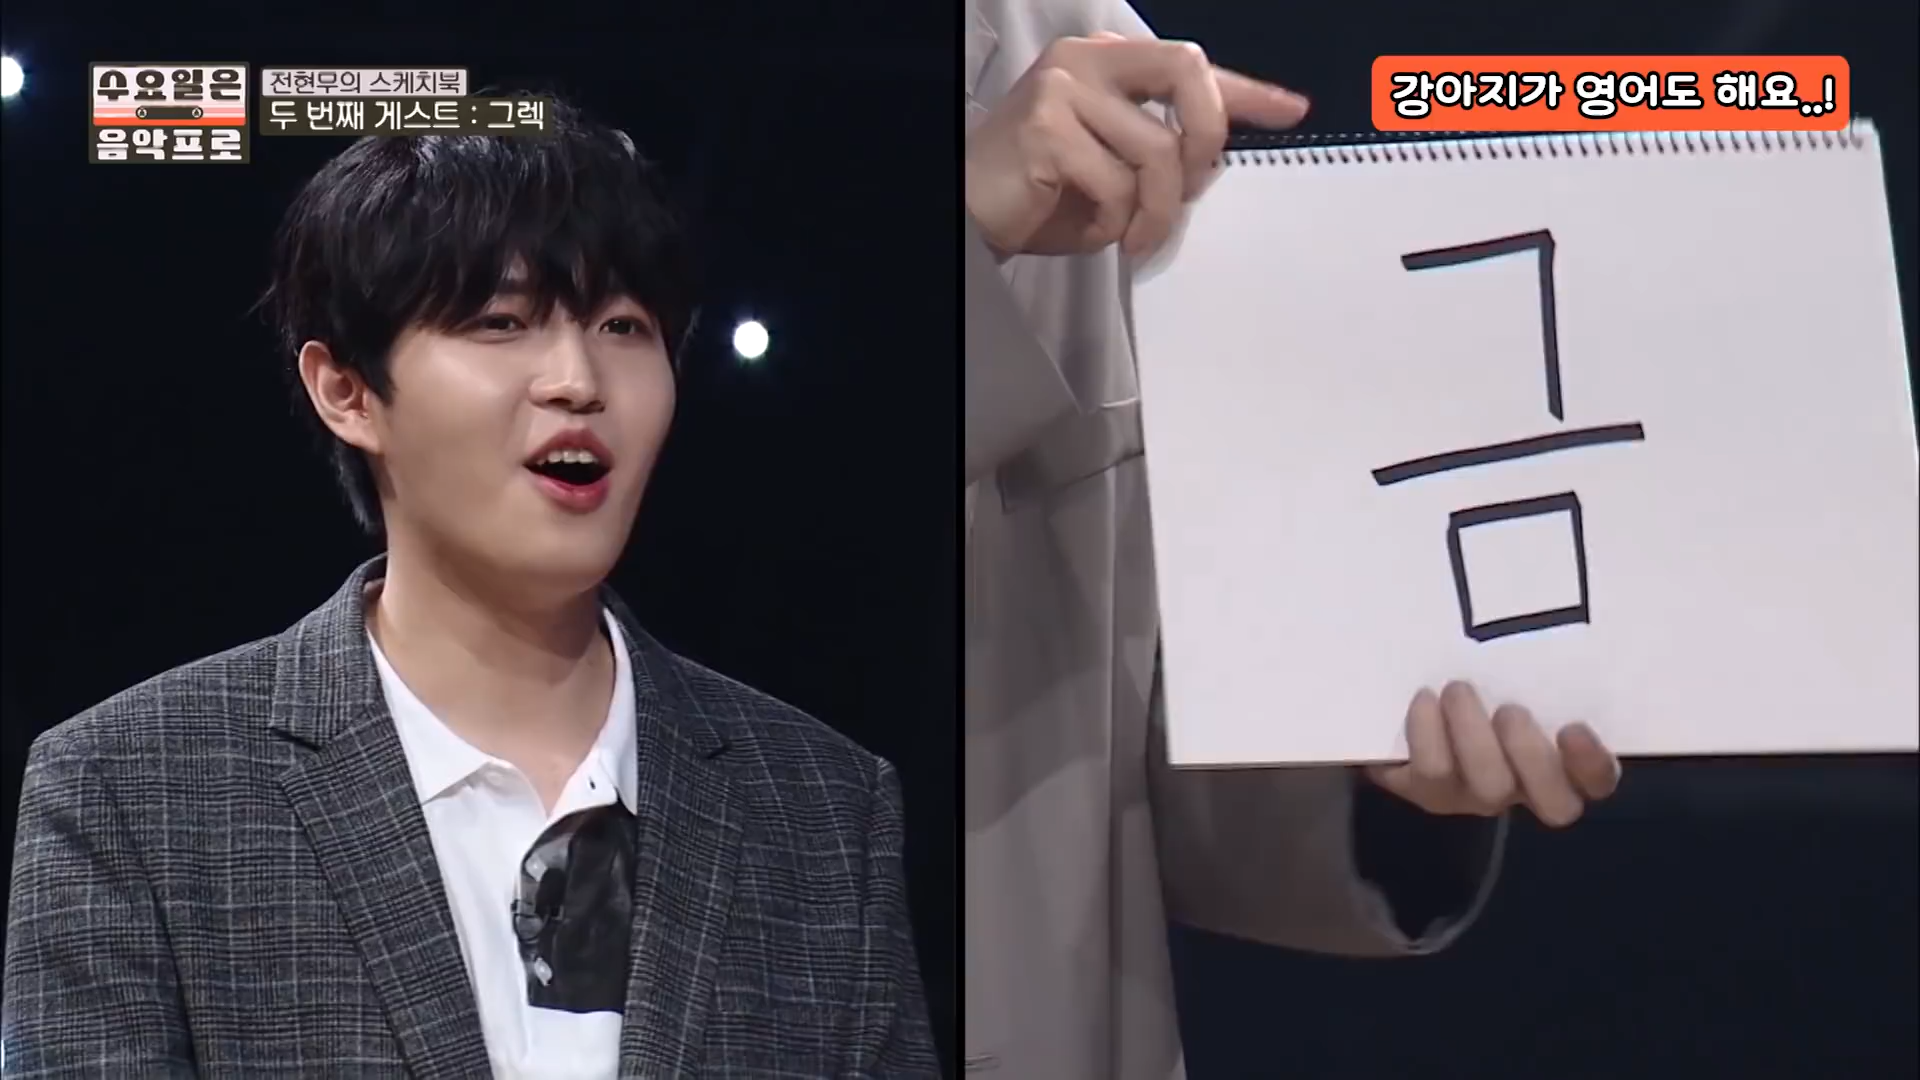 수요일은
음악프로
전현무의 스케치북
두 번째 게스트 : 그렉
강아지가 영어도 해요..!
금